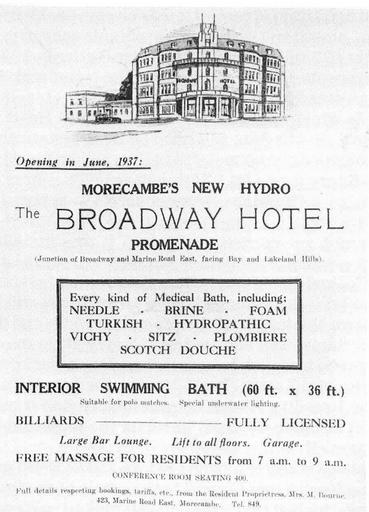 BROADWAY HOTEL
Opening in June, 1937:
MORECAMBE'S NEW HYDRO
The BROADWAY HOTEL
PROMENADE
(Junction of Broadway and Marine Road East, facing Bay and Lakeland Hills).
Every kind of Medical Bath, including:
NEEDLE · BRINE · FOAM
TURKISH · HYDROPATHIC
VICHY · SITZ · PLOMBIERE
SCOTCH DOUCHE
INTERIOR SWIMMING BATH (60 ft. x 36 ft.)
Suitable for polo matches. Special underwater lighting.
BILLIARDS ———— FULLY LICENSED
Large Bar Lounge. Lift to all floors. Garage.
FREE MASSAGE FOR RESIDENTS from 7 a.m. to 9 a.m.
CONFERENCE ROOM SEATING 400.
Full details respecting bookings, tariffs, etc., from the Resident Proprietress, Mrs. M. Bourne,
423, Marine Road East, Morecambe. Tel. 849.